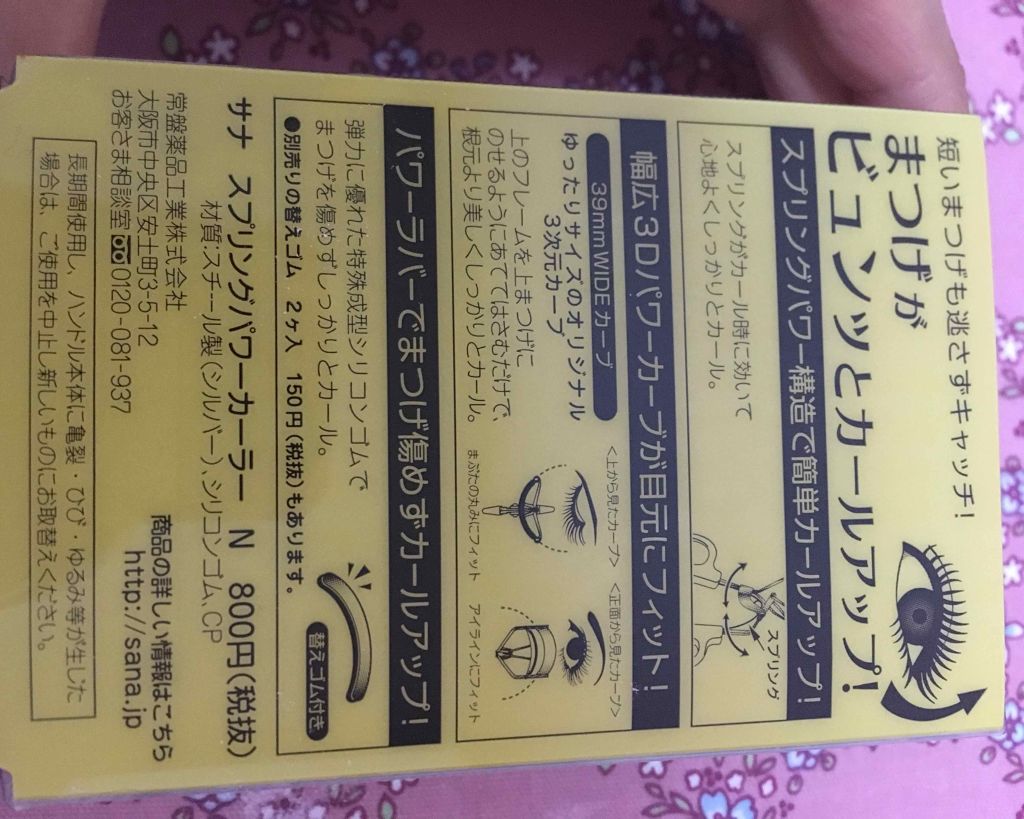 短いまつげも逃さずキャッチ!
まつげが
ビュンッとカールアップ!
スプリングパワー構造で簡単カールアップ!
スプリングがカール時に効いて
心地よくしっかりとカール。
スプリング
幅広3Dパワーカーブが目元にフィット!
39mmWIDEカーブ
ゆったりサイズのオリジナル
3次元カーブ
上のフレームを上まつげに
のせるようにあててはさむだけで、
根元より美しくしっかりとカール。
<上から見たカーブ>
まぶたの丸みにフィット
<正面から見たカーブ>
アイラインにフィット
パワーラバーでまつげ傷めずカールアップ!
弾力に優れた特殊成型シリコンゴムで
まつげを傷めずしっかりとカール。
●別売りの替えゴム 2ヶ入 150円(税抜)もあります。
替えゴム付き
サナ スプリングパワーカーラー N 800円(税抜)
材質:スチール製(シルバー)、シリコンゴム、CP
常盤薬品工業株式会社
大阪市中央区安土町3-5-12
お客さま相談室 0120-081-937
商品の詳しい情報はこちら
http://sana.jp
長期間使用し、ハンドル本体に亀裂・ひび・ゆるみ等が生じた
場合は、ご使用を中止し新しいものにお取替えください。